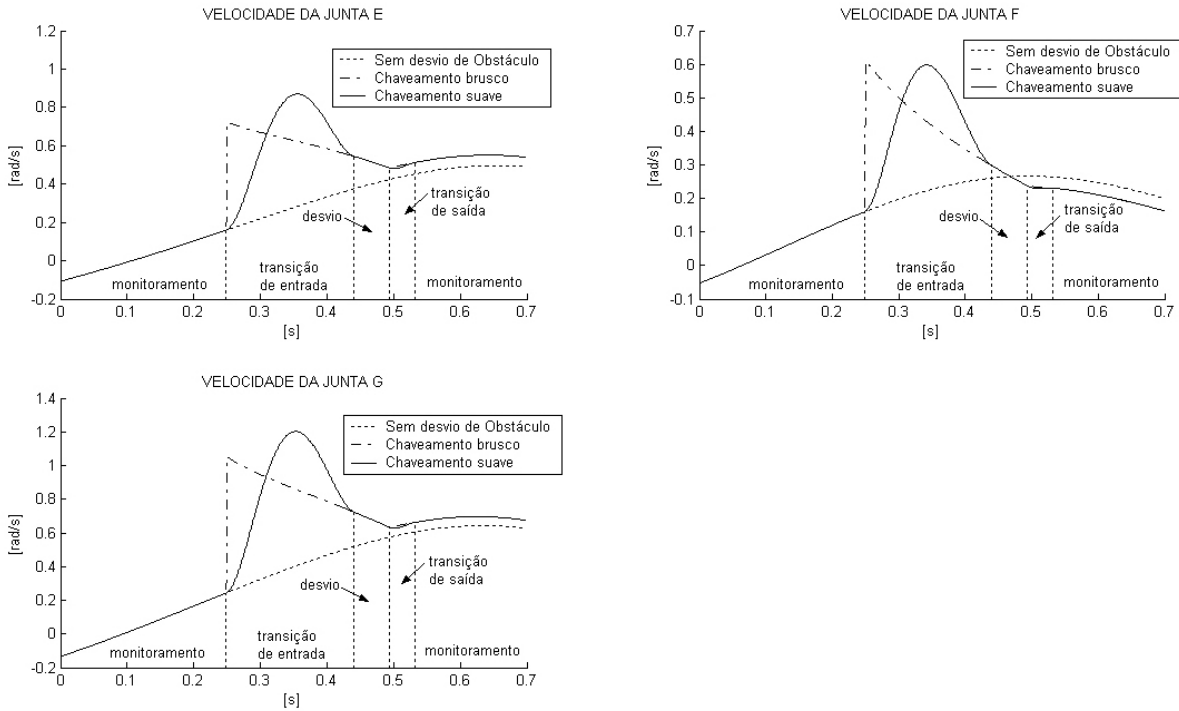 VELOCIDADE DA JUNTA E
1.2
1
0.8
0.6
0.4
0.2
0
-0.2
[rad/s]
Sem desvio de Obstáculo
Chaveamento brusco
Chaveamento suave
desvio
transição
de saída
monitoramento
transição
de entrada
monitoramento
0
0.1
0.2
0.3
0.4
0.5
0.6
0.7
[s]
VELOCIDADE DA JUNTA F
0.7
0.6
0.5
0.4
0.3
0.2
0.1
0
-0.1
[rad/s]
Sem desvio de Obstáculo
Chaveamento brusco
Chaveamento suave
desvio
transição
de saída
monitoramento
transição
de entrada
monitoramento
0
0.1
0.2
0.3
0.4
0.5
0.6
0.7
[s]
VELOCIDADE DA JUNTA G
1.4
1.2
1
0.8
0.6
0.4
0.2
0
-0.2
[rad/s]
Sem desvio de Obstáculo
Chaveamento brusco
Chaveamento suave
desvio
transição
de saída
monitoramento
transição
de entrada
monitoramento
0
0.1
0.2
0.3
0.4
0.5
0.6
0.7
[s]